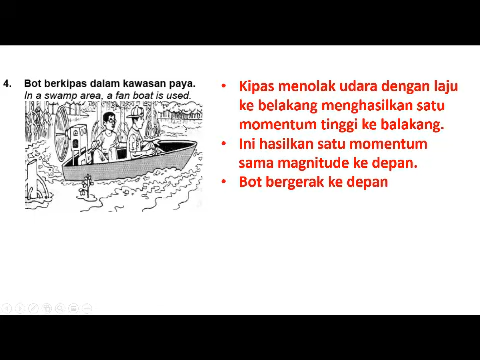 4. Bot berkipas dalam kawasan paya.
In a swamp area, a fan boat is used.
• Kipas menolak udara dengan laju
ke belakang menghasilkan satu
momentum tinggi ke balakang.
• Ini hasilkan satu momentum
sama magnitude ke depan.
• Bot bergerak ke depan